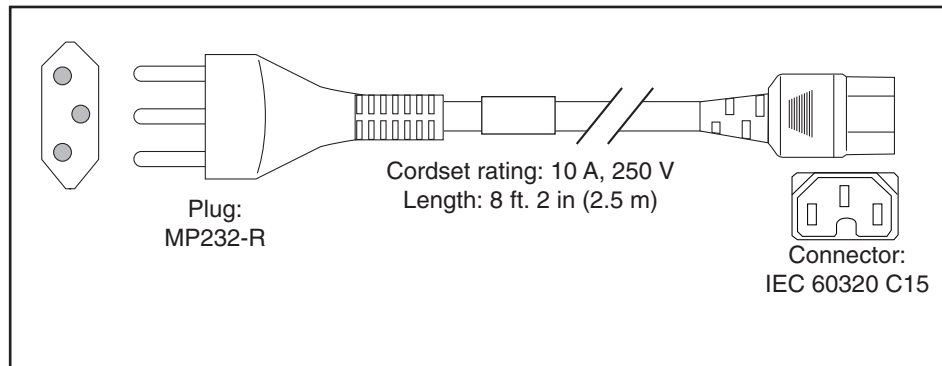 Cordset rating: 10 A, 250 V
Length: 8 ft. 2 in (2.5 m)
Plug:
MP232-R
Connector:
IEC 60320 C15